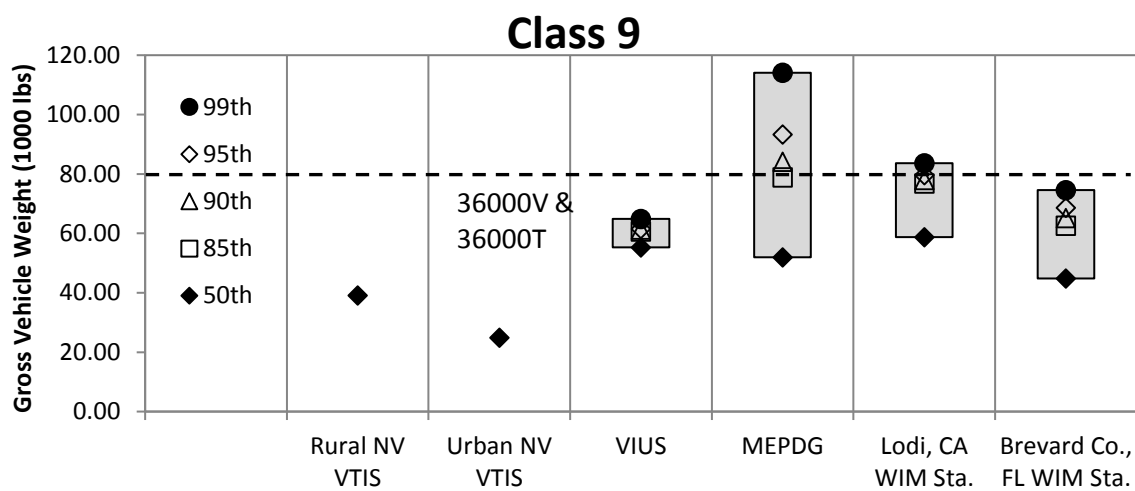 Class 9
Gross Vehicle Weight (1000 lbs)
120.00
100.00
80.00
60.00
40.00
20.00
0.00
99th
95th
90th
85th
50th
36000V &
36000T
Rural NV
VTIS
Urban NV
VTIS
VIUS
MEPDG
Lodi, CA
WIM Sta.
Brevard Co.,
FL WIM Sta.